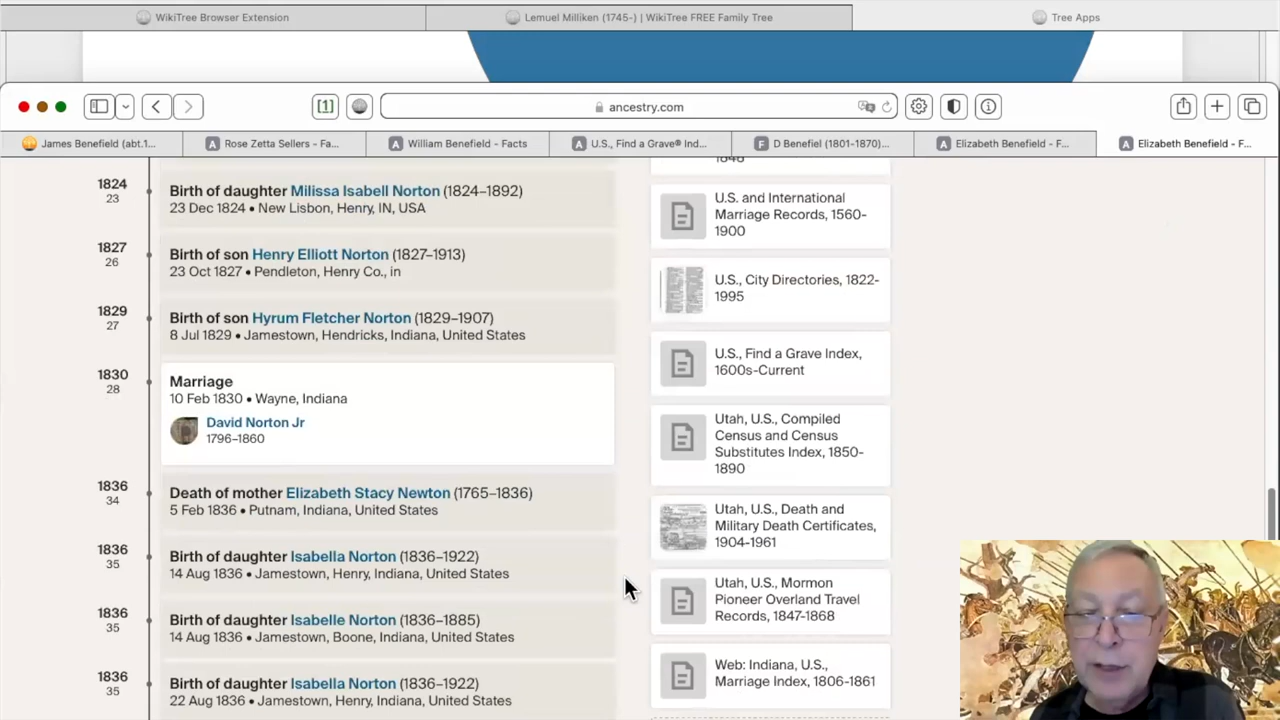 WikiTree Browser Extension
Lemuel Milliken (1745-) | WikiTree FREE Family Tree
Tree Apps
[1]
ancestry.com
James Benefield (abt.1...
Rose Zetta Sellers - Fa...
William Benefield - Facts
U.S., Find a Grave® Ind...
D Benefiel (1801-1870)...
Elizabeth Benefield - F...
Elizabeth Benefield - F...
1824
23
Birth of daughter Milissa Isabell Norton (1824–1892)
23 Dec 1824 • New Lisbon, Henry, IN, USA
1827
26
Birth of son Henry Elliott Norton (1827–1913)
23 Oct 1827 • Pendleton, Henry Co., in
1829
27
Birth of son Hyrum Fletcher Norton (1829–1907)
8 Jul 1829 • Jamestown, Hendricks, Indiana, United States
1830
28
Marriage
10 Feb 1830 • Wayne, Indiana
David Norton Jr
1796–1860
1836
34
Death of mother Elizabeth Stacy Newton (1765–1836)
5 Feb 1836 • Putnam, Indiana, United States
1836
35
Birth of daughter Isabella Norton (1836–1922)
14 Aug 1836 • Jamestown, Henry, Indiana, United States
1836
35
Birth of daughter Isabelle Norton (1836–1885)
14 Aug 1836 • Jamestown, Boone, Indiana, United States
1836
35
Birth of daughter Isabella Norton (1836–1922)
22 Aug 1836 • Jamestown, Henry, Indiana, United States
1846
U.S. and International
Marriage Records, 1560-
1900
U.S., City Directories, 1822-
1995
U.S., Find a Grave Index,
1600s-Current
Utah, U.S., Compiled
Census and Census
Substitutes Index, 1850-
1890
Utah, U.S., Death and
Military Death Certificates,
1904-1961
Utah, U.S., Mormon
Pioneer Overland Travel
Records, 1847-1868
Web: Indiana, U.S.,
Marriage Index, 1806-1861